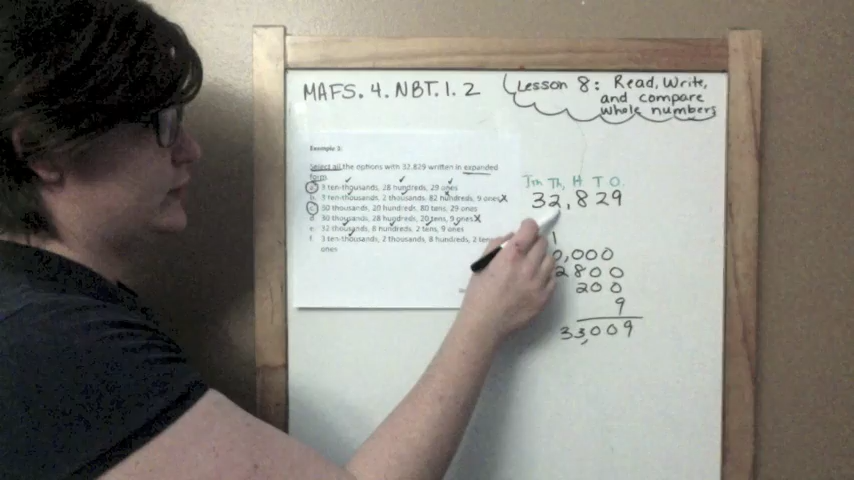 MAFS. 4. NBT. 1. 2
Lesson 8: Read, Write,
and compare
whole numbers
Example 3:
Select all the options with 32,829 written in expanded
form
a. 3 ten-thousands, 28 hundreds, 29 ones
b. 3 ten-thousands, 2 thousands, 82 hundreds, 9 ones X
c. 30 thousands, 20 hundreds, 80 tens, 29 ones
d. 30 thousands, 28 hundreds, 20 tens, 9 ones X
e. 32 thousands, 8 hundreds, 2 tens, 9 ones
f. 3 ten-thousands, 2 thousands, 8 hundreds, 2
ones
Th, H T O.
32,829
1
0,000
2800
200
9
33,009